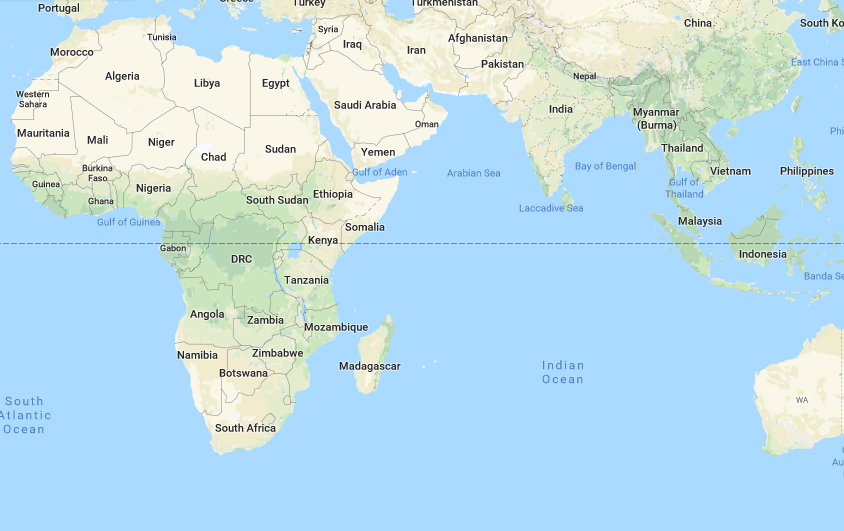 Portugal
Greece
Turkey
Turkmenistan
China
South Ko
Tunisia
Syria
Morocco
Iraq
Iran
Afghanistan
Pakistan
East China S
Algeria
Libya
Egypt
Nepal
Western
Sahara
Saudi Arabia
India
Myanmar
(Burma)
Mauritania
Mali
Niger
Oman
Phi
Chad
Sudan
Yemen
Thailand
Burkina
Faso
Gulf of Aden
Arabian Sea
Bay of Bengal
Vietnam
Philippines
Guinea
Nigeria
Ethiopia
Gulf of
Thailand
Ghana
South Sudan
Laccadive Sea
Gulf of Guinea
Somalia
Malaysia
Gabon
Kenya
DRC
Indonesia
Tanzania
Banda Se
Angola
Zambia
Mozambique
Namibia
Zimbabwe
Botswana
Madagascar
Indian
Ocean
South
Atlantic
Ocean
WA
South Africa
Au